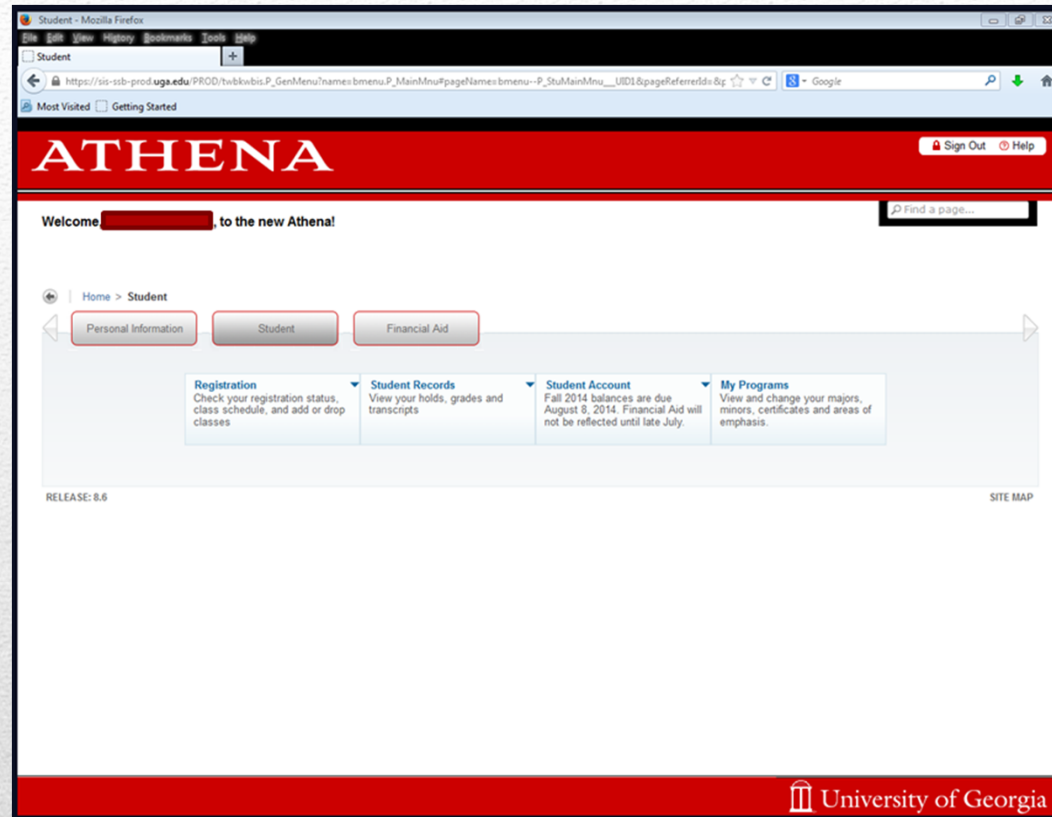 Student - Mozilla Firefox
File Edit View History Bookmarks Tools Help
Student +
https://sis-ssb-prod.uga.edu/PROD/twbkwbis.P_GenMenu?name=bmenu.P_MainMnu#pageName=bmenu--P_StuMainMnu___UID1&pageReferrerId=&p
8 Google
Most Visited Getting Started
ATHENA
Sign Out Help
Welcome, , to the new Athena!
Find a page...
Home > Student
Personal Information Student Financial Aid
Registration Student Records Student Account My Programs
Check your registration status, View your holds, grades and Fall 2014 balances are due View and change your majors,
class schedule, and add or drop transcripts August 8, 2014. Financial Aid will minors, certificates and areas of
classes not be reflected until late July. emphasis.
RELEASE: 8.6 SITE MAP
University of Georgia